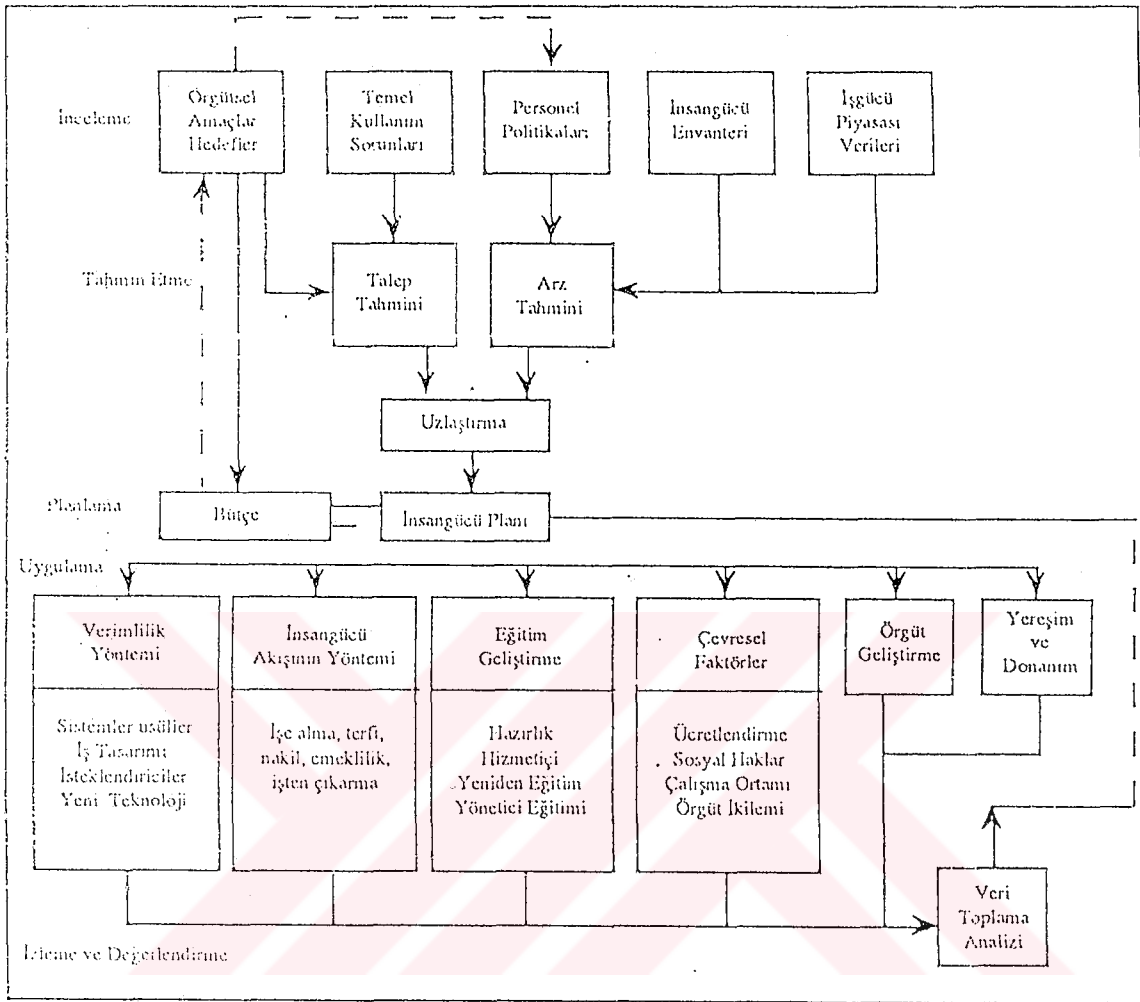 İnceleme
Örgütsel
Amaçlar
Hedefler
Temel
Kullanım
Sorunları
Personel
Politikaları
İnsangücü
Envanteri
İşgücü
Piyasası
Verileri
Tahmin Etme
Talep
Tahmini
Arz
Tahmini
Uzlaştırma
Planlama
Bütçe
İnsangücü Planı
Uygulama
Verimlilik
Yöntemi
Sistemler usüller
İş Tasarımı
İsteklendiriciler
Yeni Teknoloji
İnsangücü
Akışının Yöntemi
İşe alma, terfi,
nakil, emeklilik,
işten çıkarma
Eğitim
Geliştirme
Hazırlık
Hizmetiçi
Yeniden Eğitim
Yönetici Eğitimi
Çevresel
Faktörler
Ücretlendirme
Sosyal Haklar
Çalışma Ortamı
Örgüt İkilemi
Örgüt
Geliştirme
Yereşim
ve
Donanım
Veri
Toplama
Analizi
İzleme ve Değerlendirme